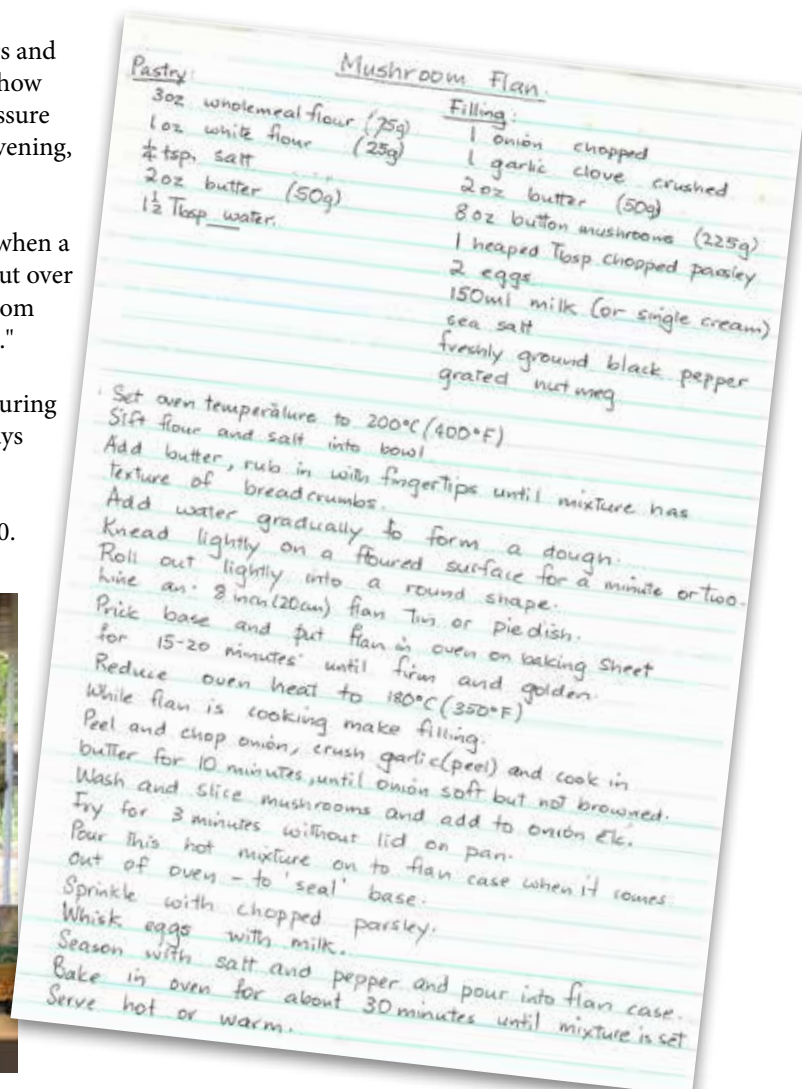 s and
how
ssure
vening,
when a
ut over
om
."
uring
ys
0.
Mushroom Flan.
Pastry:
3oz wholemeal flour (75g)
1oz white flour (25g)
¼ tsp. salt
2oz butter (50g)
1½ Tbsp water.
Filling:
1 onion chopped
1 garlic clove crushed
2oz butter (50g)
8oz button mushrooms (225g)
1 heaped Tbsp chopped parsley
2 eggs
150ml milk (or single cream)
sea salt
freshly ground black pepper
grated nutmeg
Set oven temperature to 200°C (400°F)
Sift flour and salt into bowl
Add butter, rub in with fingertips until mixture has
texture of breadcrumbs.
Add water gradually to form a dough.
Knead lightly on a floured surface for a minute or two.
Roll out lightly into a round shape.
Line an 8 inch (20cm) flan tin or pie dish.
Prick base and put flan in oven on baking sheet
for 15-20 minutes until firm and golden.
Reduce oven heat to 180°C (350°F)
While flan is cooking make filling.
Peel and chop onion, crush garlic (peel) and cook in
butter for 10 minutes, until onion soft but not browned.
Wash and slice mushrooms and add to onion etc.
Fry for 3 minutes without lid on pan.
Pour this hot mixture on to flan case when it comes
out of oven - to 'seal' base.
Sprinkle with chopped parsley.
Whisk eggs with milk.
Season with salt and pepper and pour into flan case.
Bake in oven for about 30 minutes until mixture is set
Serve hot or warm.